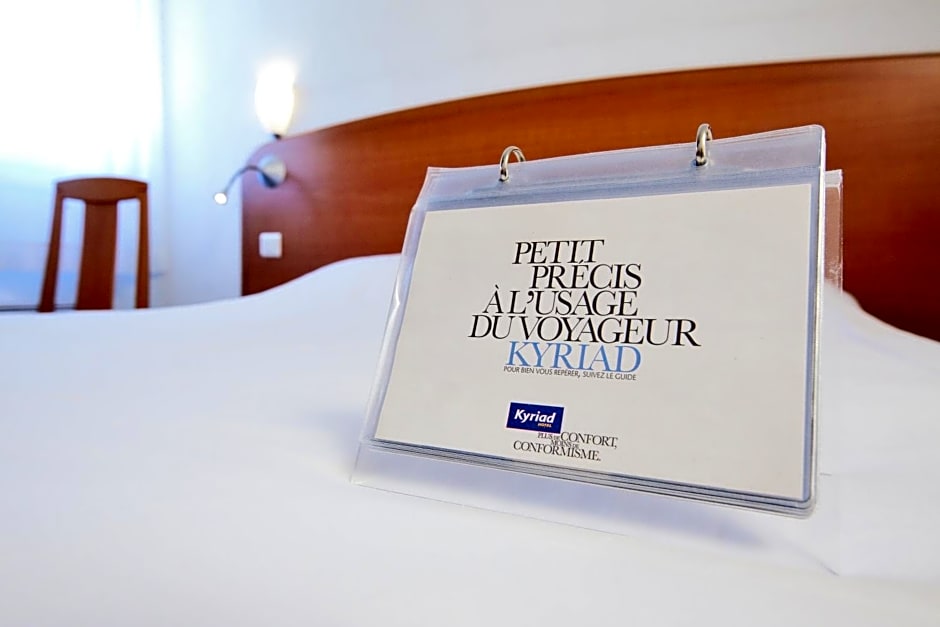 PETIT
PRÉCIS
À L'USAGE
DU VOYAGEUR
KYRIAD
POUR BIEN VOUS REPÉRER, SUIVEZ LE GUIDE
Kyriad
HÔTEL
PLUS DE CONFORT,
MOINS DE
CONFORMISME.